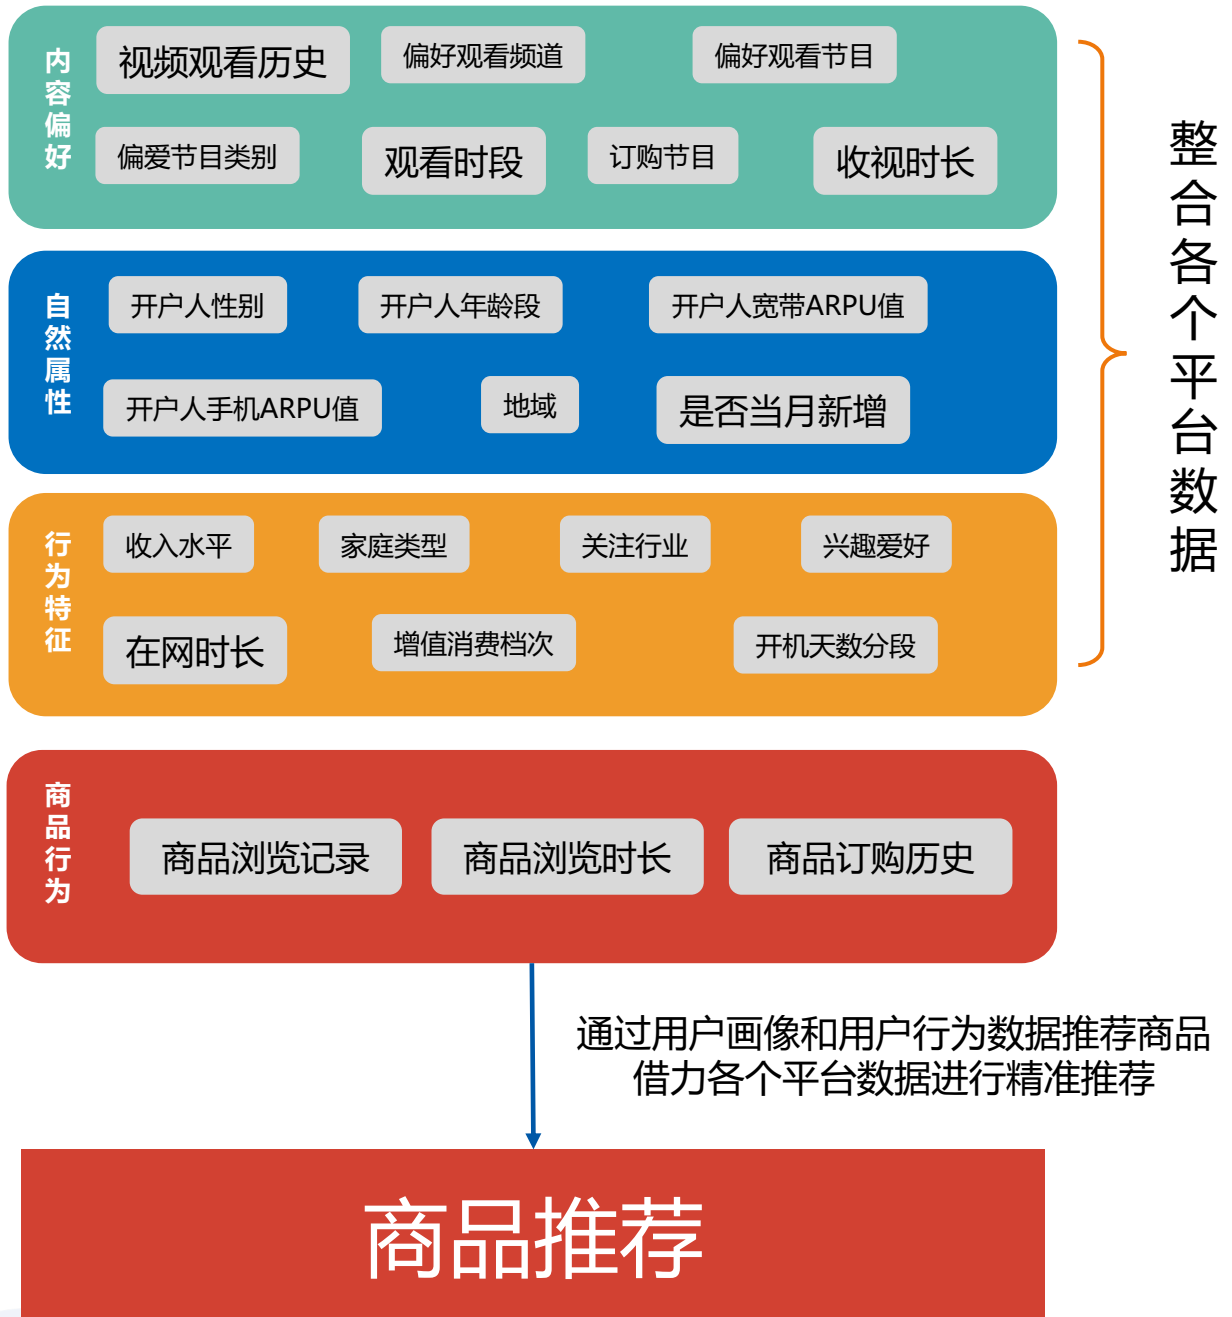 内容偏好
视频观看历史
偏好观看频道
偏好观看节目
偏爱节目类别
观看时段
订购节目
收视时长
自然属性
开户人性别
开户人年龄段
开户人宽带ARPU值
开户人手机ARPU值
地域
是否当月新增
行为特征
收入水平
家庭类型
关注行业
兴趣爱好
在网时长
增值消费档次
开机天数分段
整合各个平台数据
商品行为
商品浏览记录
商品浏览时长
商品订购历史
通过用户画像和用户行为数据推荐商品
借力各个平台数据进行精准推荐
商品推荐